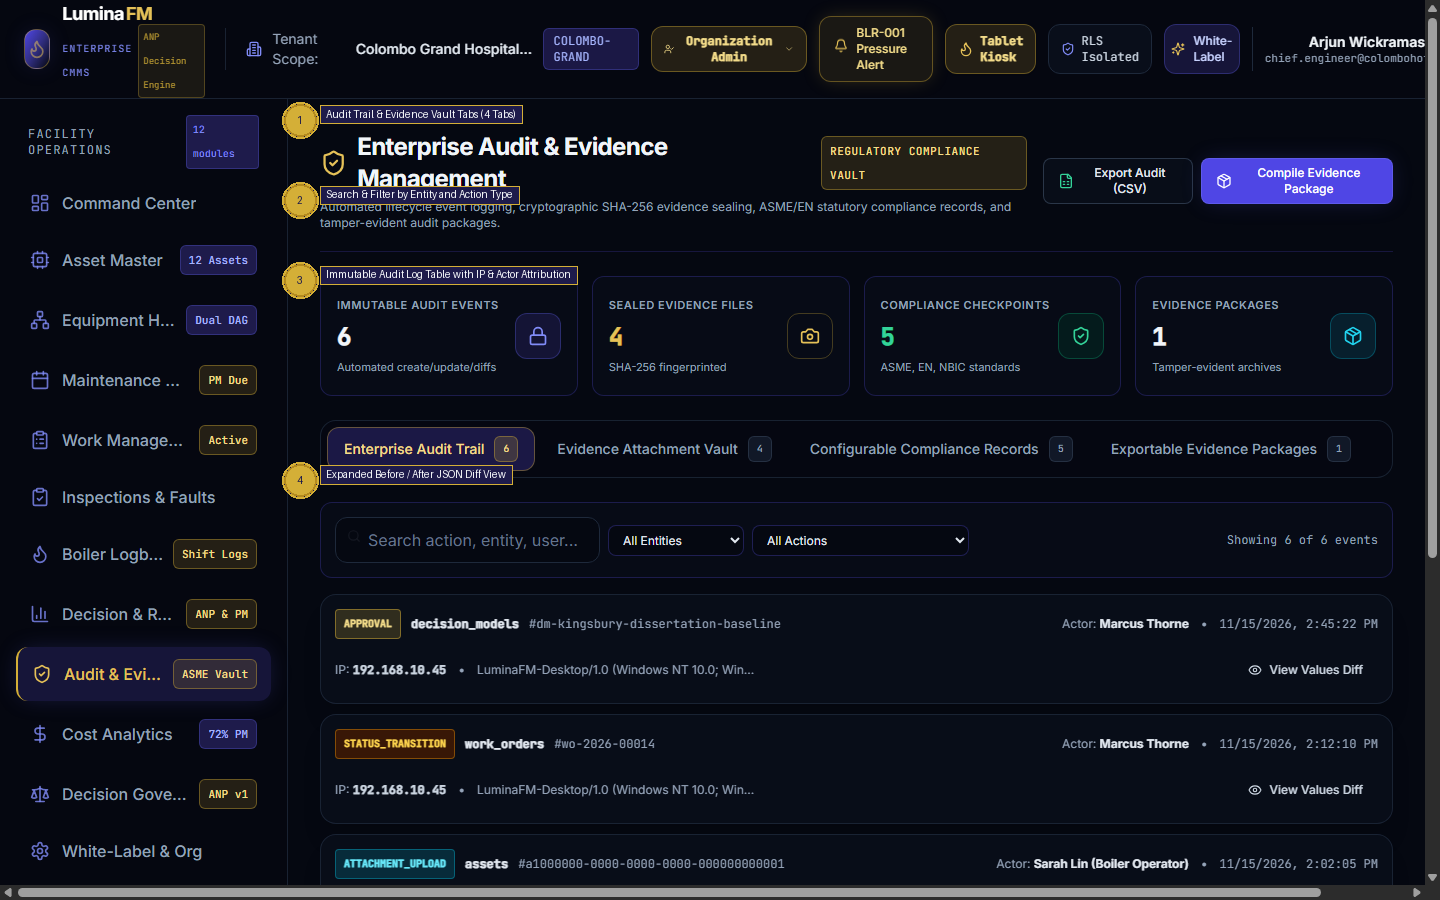 LuminaFM
ENTERPRISE CMMS
ANP Decision Engine
Tenant Scope:
Colombo Grand Hospital...
COLOMBO-GRAND
Organization Admin
BLR-001 Pressure Alert
Tablet Kiosk
RLS Isolated
White-Label
Arjun Wickramas
chief.engineer@colomboho
FACILITY OPERATIONS
12 modules
Command Center
Asset Master
12 Assets
Equipment H...
Dual DAG
Maintenance ...
PM Due
Work Manage...
Active
Inspections & Faults
Boiler Logb...
Shift Logs
Decision & R...
ANP & PM
Audit & Evi...
ASME Vault
Cost Analytics
72% PM
Decision Gove...
ANP v1
White-Label & Org
1
Audit Trail & Evidence Vault Tabs (4 Tabs)
Enterprise Audit & Evidence
Management
REGULATORY COMPLIANCE
VAULT
Export Audit (CSV)
Compile Evidence Package
2
Search & Filter by Entity and Action Type
Automated lifecycle event logging, cryptographic SHA-256 evidence sealing, ASME/EN statutory compliance records, and
tamper-evident audit packages.
3
Immutable Audit Log Table with IP & Actor Attribution
IMMUTABLE AUDIT EVENTS
6
Automated create/update/diffs
SEALED EVIDENCE FILES
4
SHA-256 fingerprinted
COMPLIANCE CHECKPOINTS
5
ASME, EN, NBIC standards
EVIDENCE PACKAGES
1
Tamper-evident archives
Enterprise Audit Trail 6
Evidence Attachment Vault 4
Configurable Compliance Records 5
Exportable Evidence Packages 1
4
Expanded Before / After JSON Diff View
Search action, entity, user...
All Entities
All Actions
Showing 6 of 6 events
APPROVAL decision_models #dm-kingsbury-dissertation-baseline
Actor: Marcus Thorne • 11/15/2026, 2:45:22 PM
IP: 192.168.10.45 • LuminaFM-Desktop/1.0 (Windows NT 10.0; Win...
View Values Diff
STATUS_TRANSITION work_orders #wo-2026-00014
Actor: Marcus Thorne • 11/15/2026, 2:12:10 PM
IP: 192.168.10.45 • LuminaFM-Desktop/1.0 (Windows NT 10.0; Win...
View Values Diff
ATTACHMENT_UPLOAD assets #a1000000-0000-0000-0000-000000000001
Actor: Sarah Lin (Boiler Operator) • 11/15/2026, 2:02:05 PM